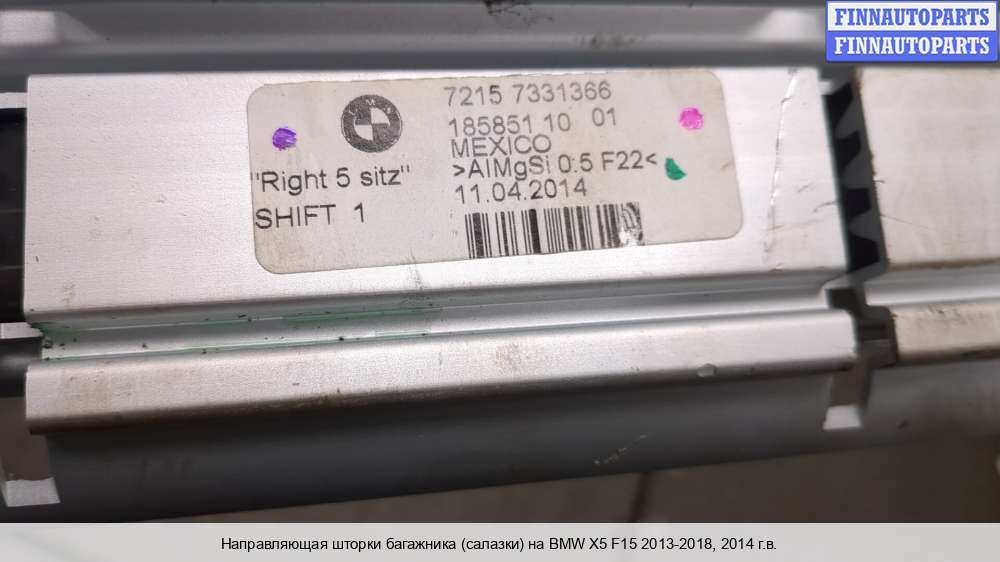 FINNAUTOPARTS
FINNAUTOPARTS
BMW
7215 7331366
185851 10 01
MEXICO
"Right 5 sitz"
>AlMgSi 0.5 F22<
SHIFT 1
11.04.2014
Направляющая шторки багажника (салазки) на BMW X5 F15 2013-2018, 2014 г.в.